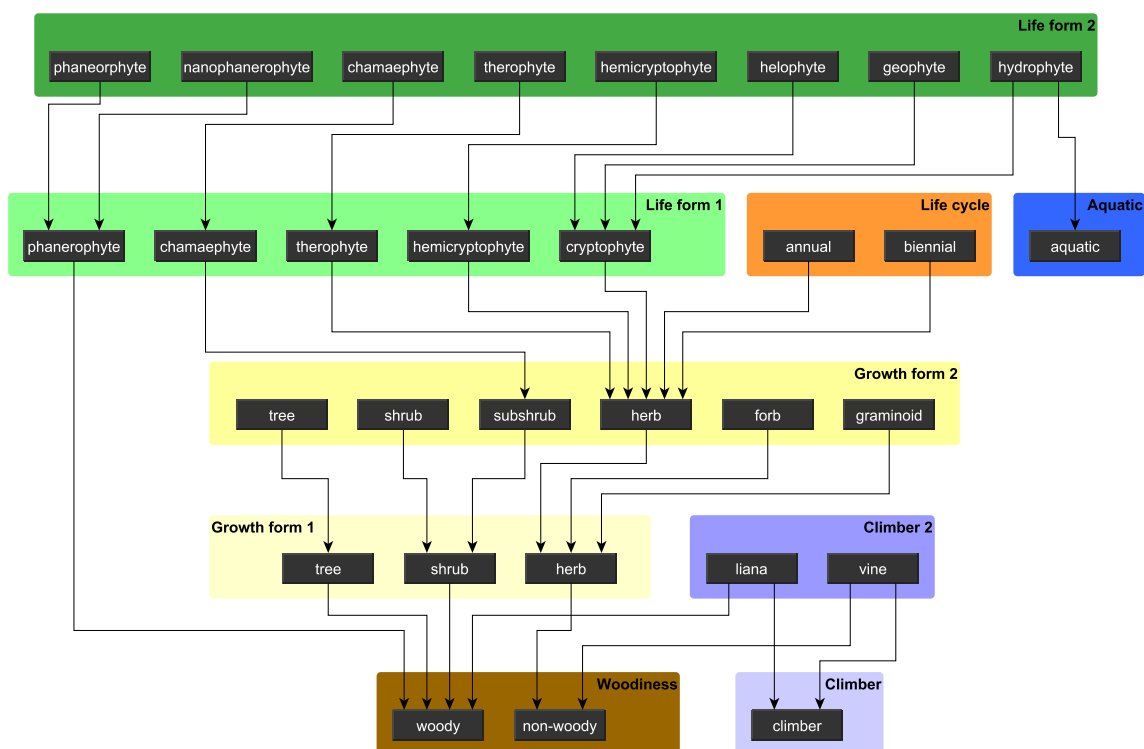 Life form 2
phaneorphyte
nanophanerophyte
chamaephyte
therophyte
hemicryptophyte
helophyte
geophyte
hydrophyte
Life form 1
Life cycle
Aquatic
phanerophyte
chamaephyte
therophyte
hemicryptophyte
cryptophyte
annual
biennial
aquatic
Growth form 2
tree
shrub
subshrub
herb
forb
graminoid
Growth form 1
Climber 2
tree
shrub
herb
liana
vine
Woodiness
Climber
woody
non-woody
climber